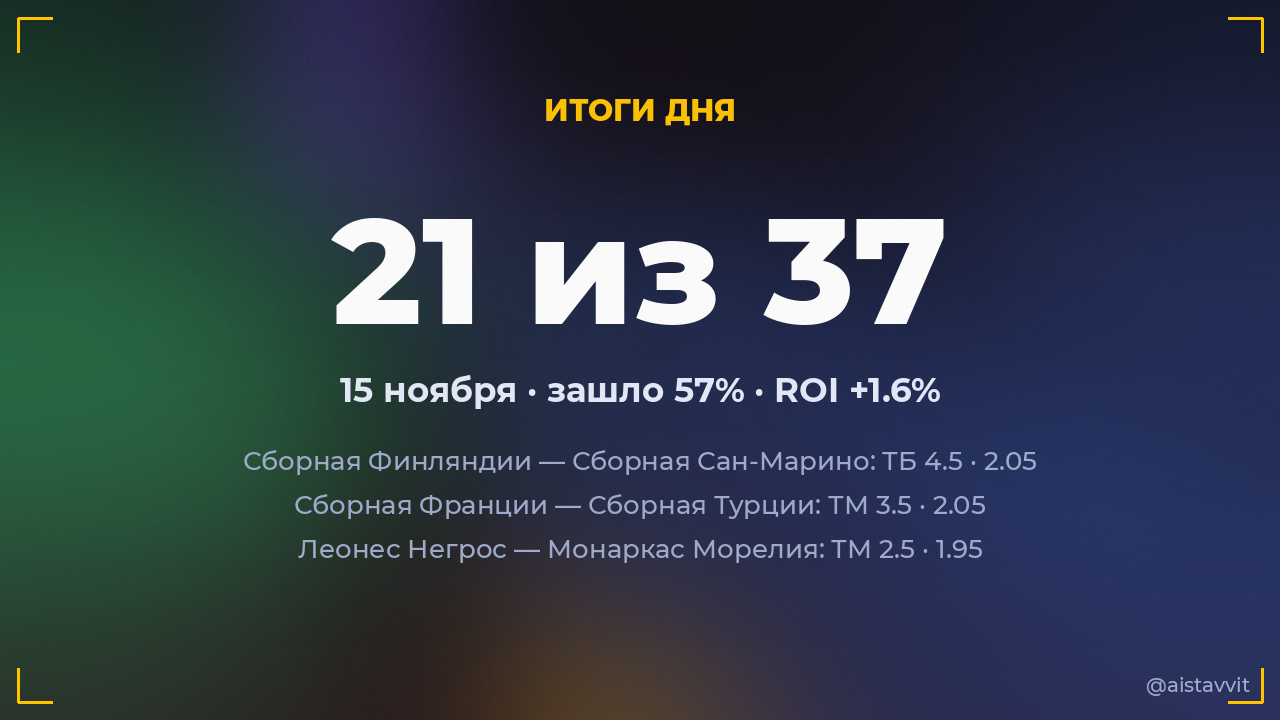 ИТОГИ ДНЯ
21 из 37
15 ноября · зашло 57% · ROI +1.6%
Сборная Финляндии — Сборная Сан-Марино: ТБ 4.5 · 2.05
Сборная Франции — Сборная Турции: ТМ 3.5 · 2.05
Леонес Негрос — Монаркас Морелия: ТМ 2.5 · 1.95
@aistavvit